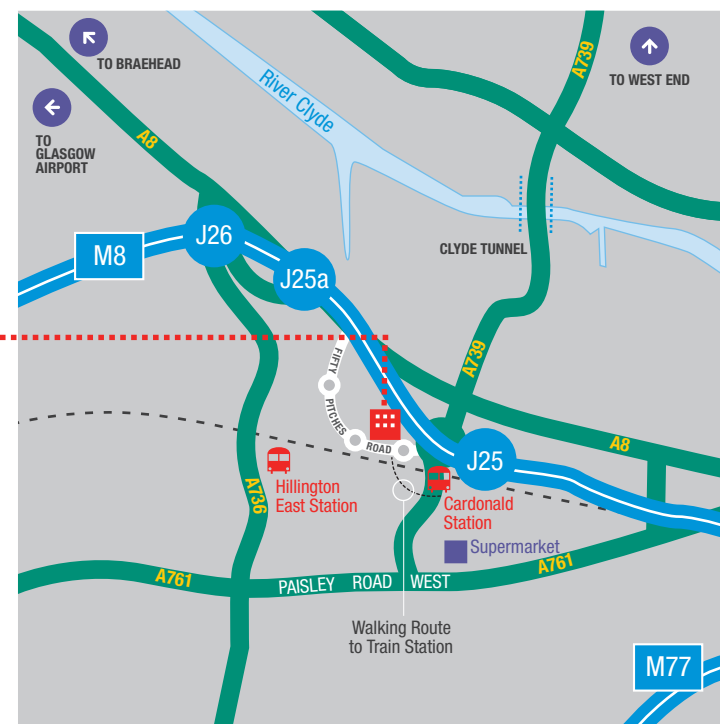 TO BRAEHEAD
TO WEST END
A739
River Clyde
TO
GLASGOW
AIRPORT
A8
CLYDE TUNNEL
M8
J26
J25a
A739
FIFTY
PITCHES
ROAD
A8
J25
Hillington
East Station
A736
Cardonald
Station
Supermarket
A761
A761
PAISLEY ROAD WEST
Walking Route
to Train Station
M77